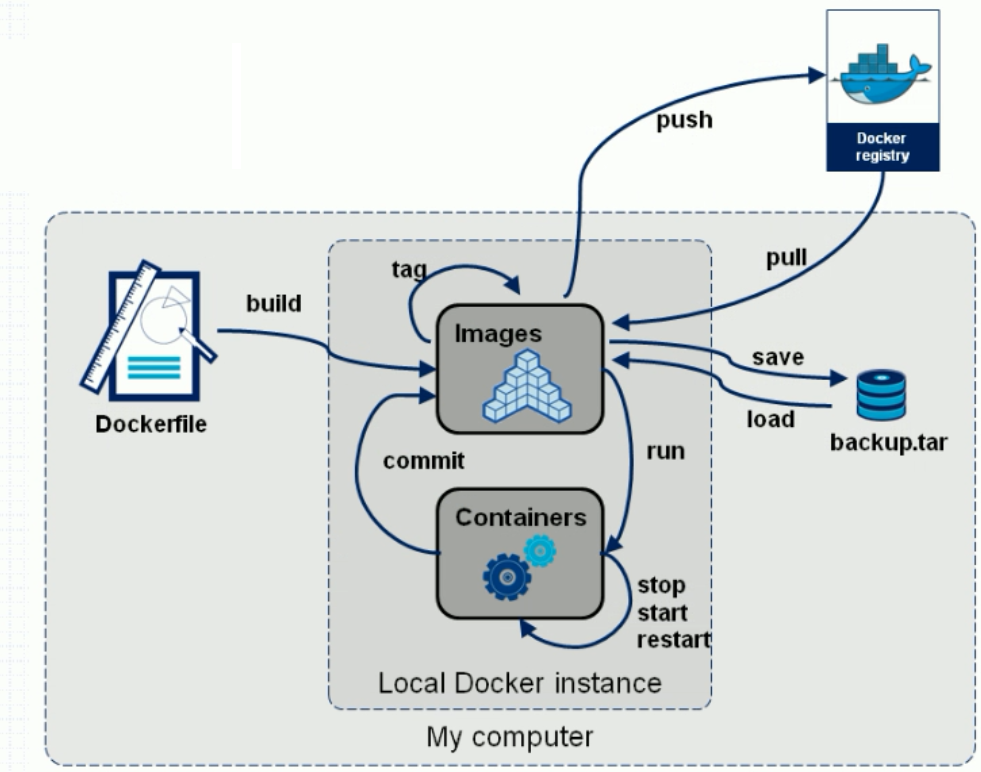 push
Docker
registry
pull
tag
build
Images
save
load
Dockerfile
backup.tar
commit
run
Containers
stop
start
restart
Local Docker instance
My computer